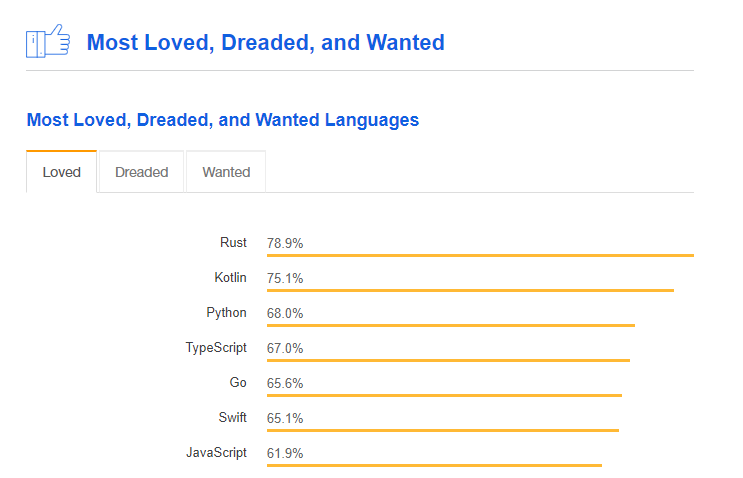 Most Loved, Dreaded, and Wanted
Most Loved, Dreaded, and Wanted Languages
Loved Dreaded Wanted
Rust 78.9%
Kotlin 75.1%
Python 68.0%
TypeScript 67.0%
Go 65.6%
Swift 65.1%
JavaScript 61.9%